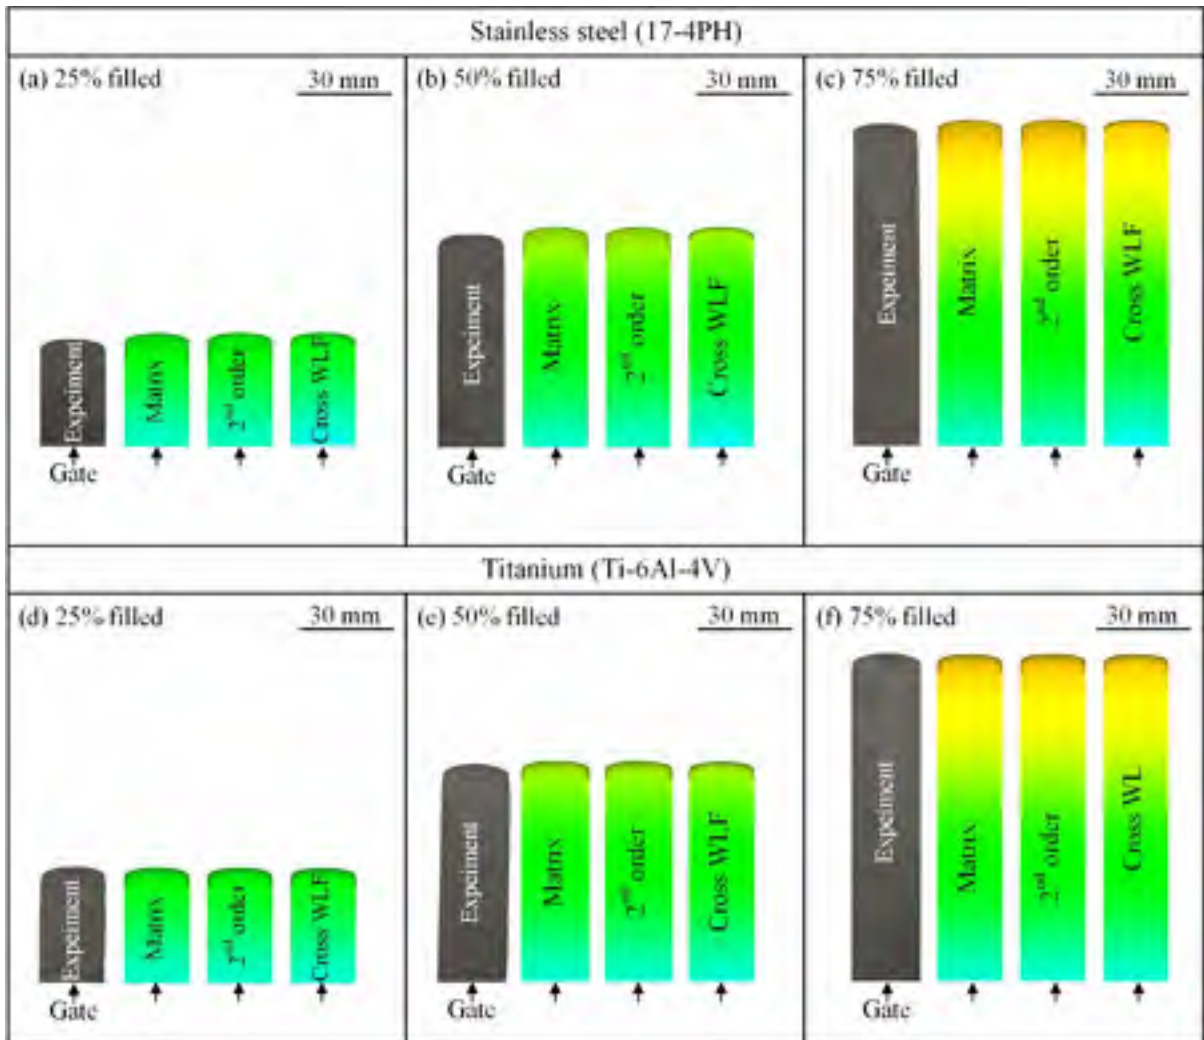 Stainless steel (17-4PH)
(a) 25% filled
30 mm
Expeiment
Matrix
2nd order
Cross WLF
Gate
(b) 50% filled
30 mm
Expeiment
Matrix
2nd order
Cross WLF
Gate
(c) 75% filled
30 mm
Expeiment
Matrix
2nd order
Cross WLF
Gate
Titanium (Ti-6Al-4V)
(d) 25% filled
30 mm
Expeiment
Matrix
2nd order
Cross WLF
Gate
(e) 50% filled
30 mm
Expeiment
Matrix
2nd order
Cross WLF
Gate
(f) 75% filled
30 mm
Expeiment
Matrix
2nd order
Cross WL
Gate